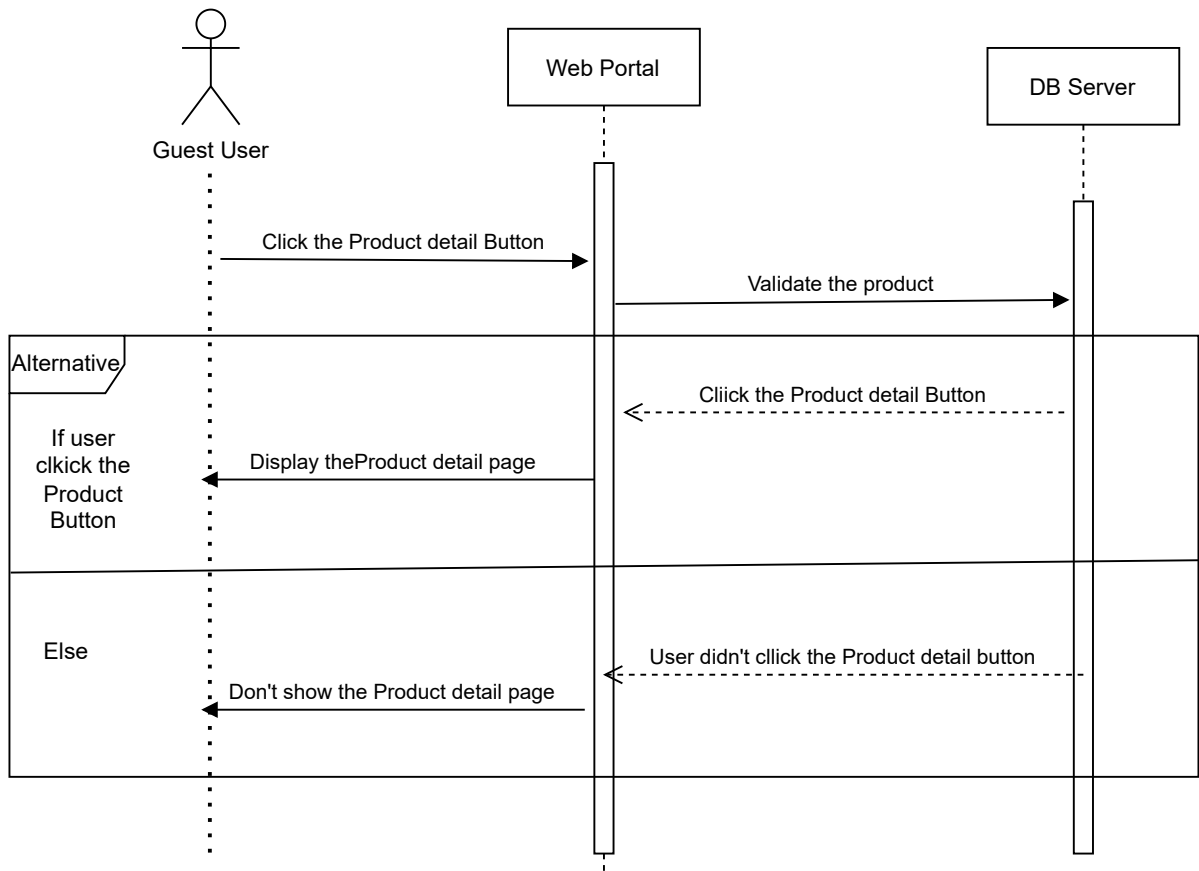 Web Portal
DB Server
Guest User
Click the Product detail Button
Validate the product
Alternative
Cliick the Product detail Button
If user
clkick the
Product
Button
Display theProduct detail page
Else
User didn't cllick the Product detail button
Don't show the Product detail page